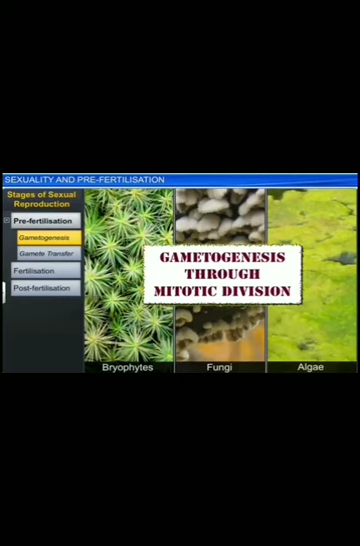 SEXUALITY AND PRE-FERTILISATION
Stages of Sexual
Reproduction
Pre-fertilisation
Gametogenesis
Gamete Transfer
Fertilisation
Post-fertilisation
GAMETOGENESIS
THROUGH
MITOTIC DIVISION
Bryophytes
Fungi
Algae